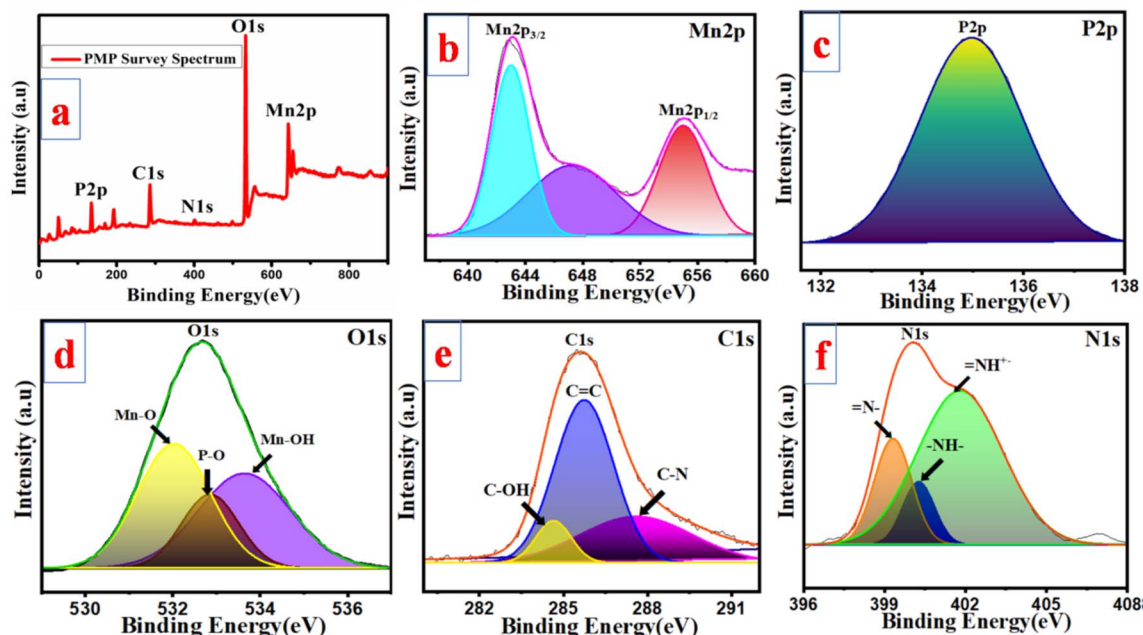 a
PMP Survey Spectrum
O1s
Mn2p
C1s
P2p
N1s
Intensity (a.u)
0 200 400 600 800
Binding Energy(eV)
b
Mn2p
Mn2p3/2
Mn2p1/2
Intensity (a.u)
640 644 648 652 656 660
Binding Energy(eV)
c
P2p
P2p
Intensity (a.u)
132 134 136 138
Binding Energy(eV)
d
O1s
O1s
Mn-O
P-O
Mn-OH
Intensity (a.u)
530 532 534 536
Binding Energy(eV)
e
C1s
C1s
C=C
C-OH
C-N
Intensity (a.u)
282 285 288 291
Binding Energy(eV)
f
N1s
N1s
=NH+-
=N-
-NH-
Intensity (a.u)
396 399 402 405 408
Binding Energy(eV)